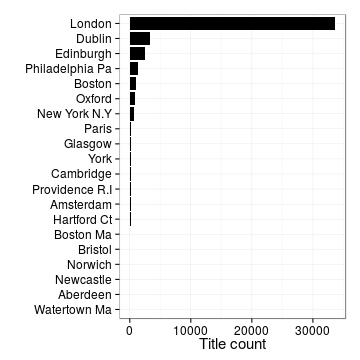 London
Dublin
Edinburgh
Philadelphia Pa
Boston
Oxford
New York N.Y
Paris
Glasgow
York
Cambridge
Providence R.I
Amsterdam
Hartford Ct
Boston Ma
Bristol
Norwich
Newcastle
Aberdeen
Watertown Ma
0 10000 20000 30000
Title count